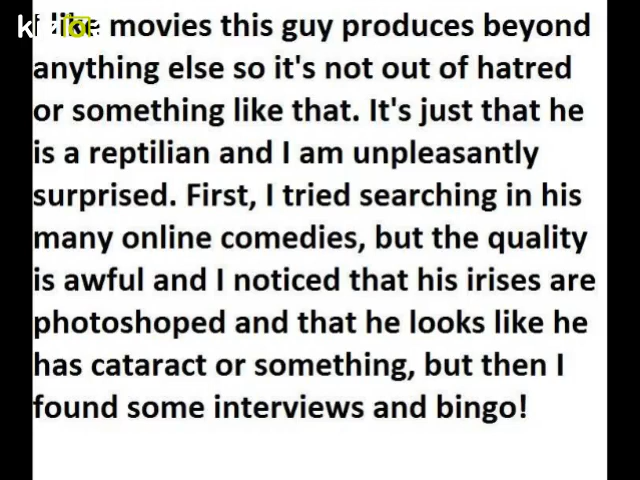 like movies this guy produces beyond
anything else so it's not out of hatred
or something like that. It's just that he
is a reptilian and I am unpleasantly
surprised. First, I tried searching in his
many online comedies, but the quality
is awful and I noticed that his irises are
photoshoped and that he looks like he
has cataract or something, but then I
found some interviews and bingo!